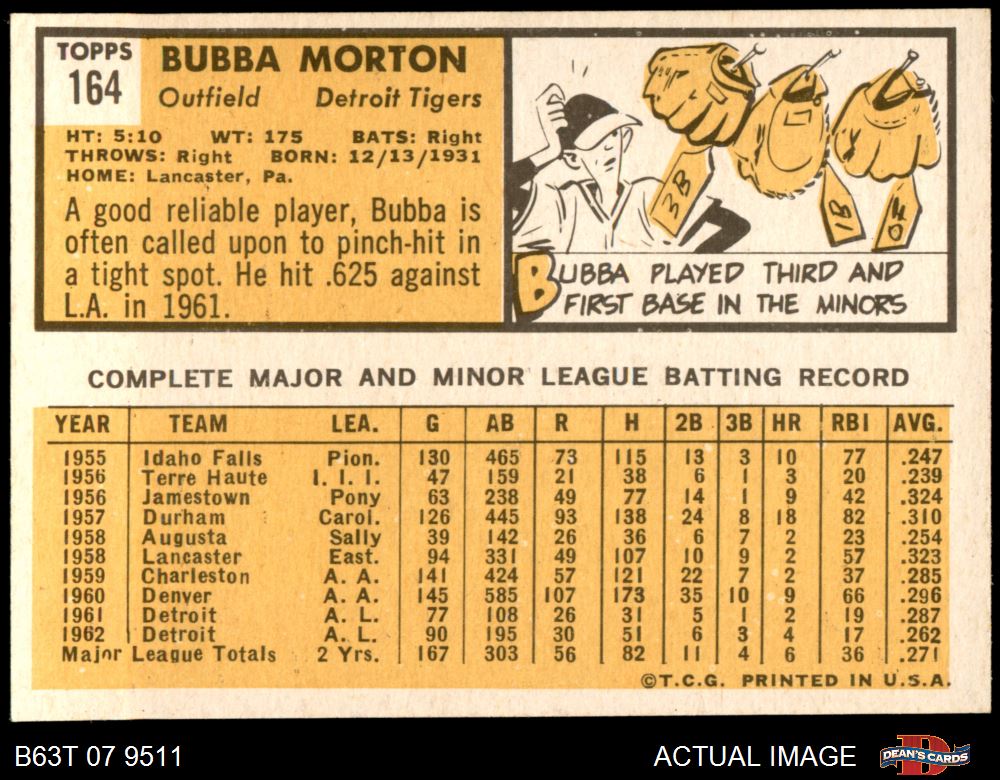 TOPPS
164
BUBBA MORTON
Outfield Detroit Tigers
HT: 5:10 WT: 175 BATS: Right
THROWS: Right BORN: 12/13/1931
HOME: Lancaster, Pa.
A good reliable player, Bubba is
often called upon to pinch-hit in
a tight spot. He hit .625 against
L.A. in 1961.
3B
1B
OF
BUBBA PLAYED THIRD AND
FIRST BASE IN THE MINORS.
COMPLETE MAJOR AND MINOR LEAGUE BATTING RECORD
YEAR TEAM LEA. G AB R H 2B 3B HR RBI AVG.
1955 Idaho Falls Pion. 130 465 73 115 13 3 10 77 .247
1956 Terre Haute I. I. I. 47 159 21 38 6 1 3 20 .239
1956 Jamestown Pony 63 238 49 77 14 1 9 42 .324
1957 Durham Carol. 126 445 93 138 24 8 18 82 .310
1958 Augusta Sally 39 142 26 36 6 7 2 23 .254
1958 Lancaster East. 94 331 49 107 10 9 2 57 .323
1959 Charleston A. A. 141 424 57 121 22 7 2 37 .285
1960 Denver A. A. 145 585 107 173 35 10 9 66 .296
1961 Detroit A. L. 77 108 26 31 5 1 2 19 .287
1962 Detroit A. L. 90 195 30 51 6 3 4 17 .262
Major League Totals 2 Yrs. 167 303 56 82 11 4 6 36 .271
©T.C.G. PRINTED IN U.S.A.
B63T 07 9511 ACTUAL IMAGE DEAN'S CARDS